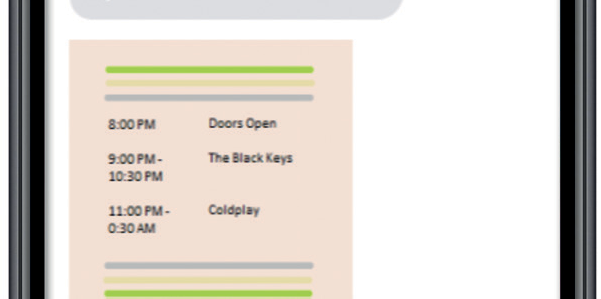 8:00 PM Doors Open
9:00 PM - The Black Keys
10:30 PM
11:00 PM - Coldplay
0:30 AM